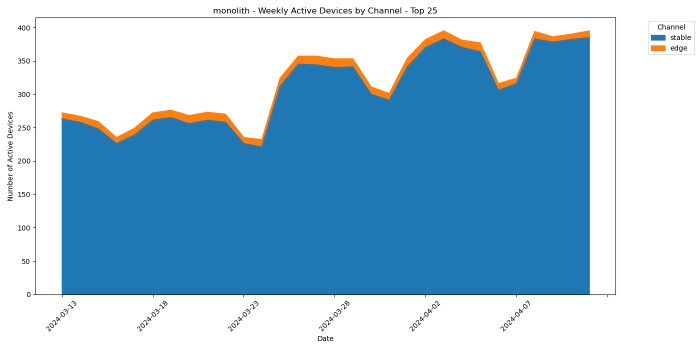 monolith - Weekly Active Devices by Channel - Top 25
Channel
stable
edge
Number of Active Devices
400
350
300
250
200
150
100
50
0
2024-03-13
2024-03-18
2024-03-23
2024-03-28
2024-04-02
2024-04-07
Date